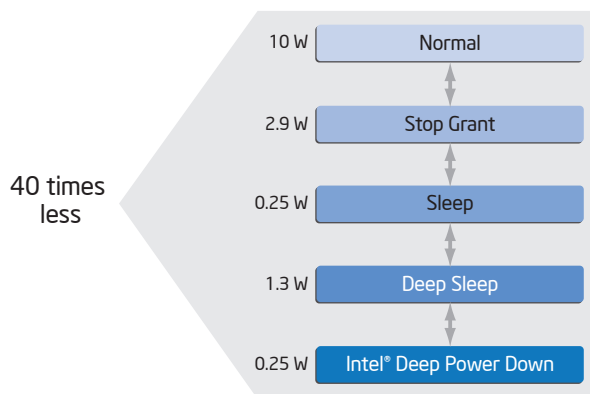 10 W Normal
2.9 W Stop Grant
40 times
less
0.25 W Sleep
1.3 W Deep Sleep
0.25 W Intel® Deep Power Down